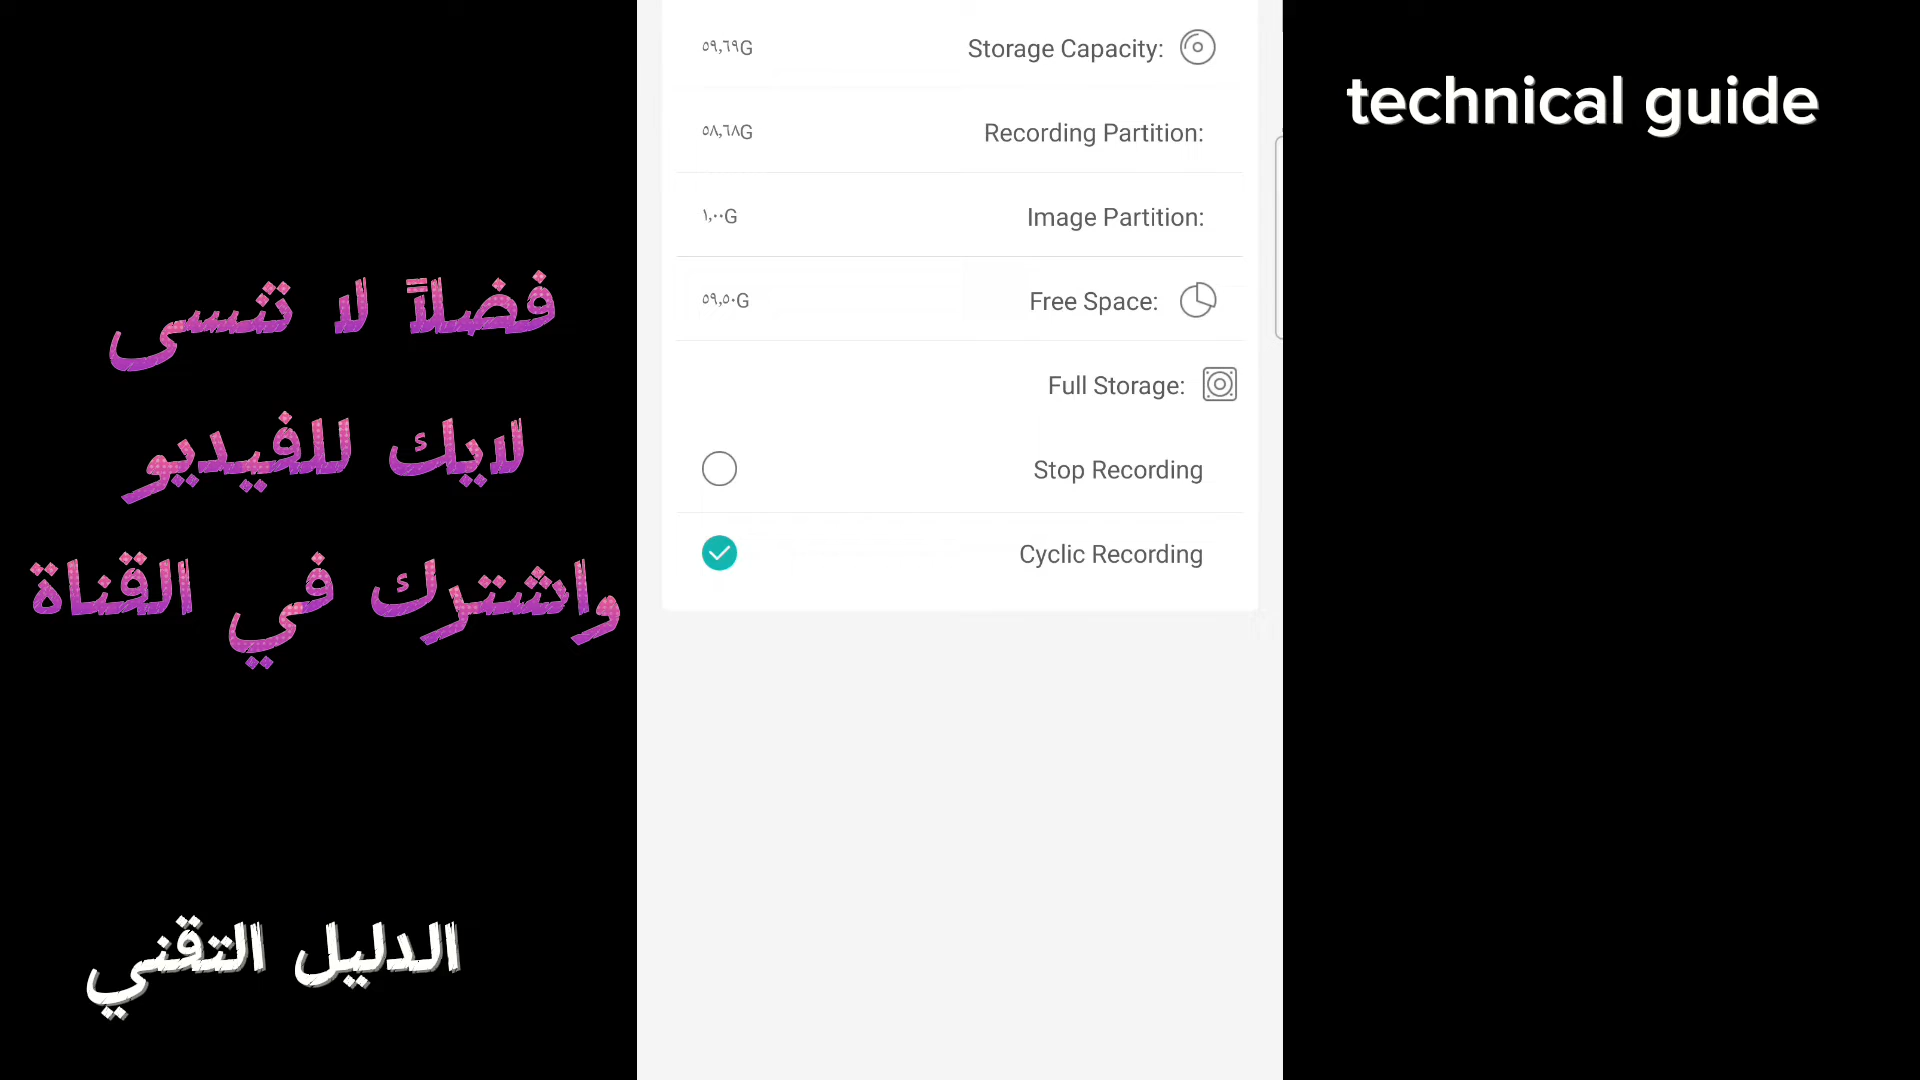 فضلاً لا تنسى
لايك للفيديو
واشترك في القناة
الدليل التقني
Storage Capacity: ٥٩,٦٩G
Recording Partition: ٥٨,٦٨G
Image Partition: ١,٠٠G
Free Space: ٥٩,٥٠G
Full Storage:
Stop Recording
Cyclic Recording
technical guide